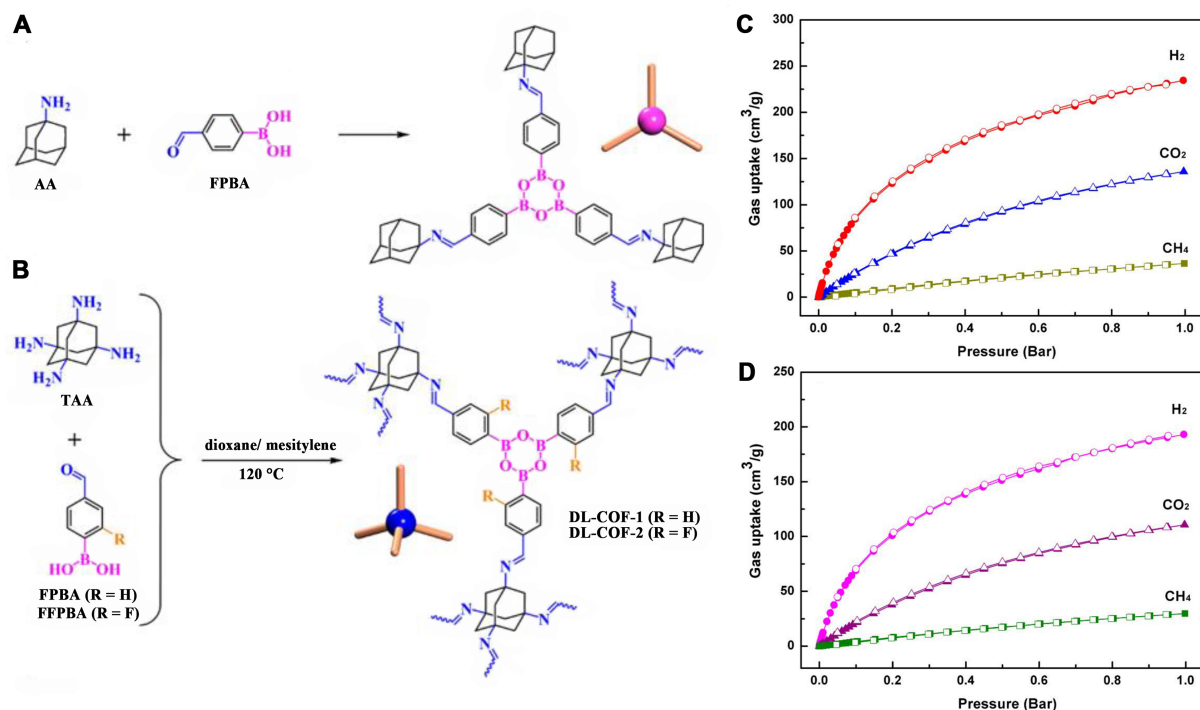 A
NH₂
AA
+
O
B
OH
OH
FPBA
N
B
O
O
B
B
O
N
N
B
NH₂
H₂N
NH₂
H₂N
TAA
+
O
R
B
HO
OH
FPBA (R = H)
FFPBA (R = F)
dioxane/ mesitylene
120 °C
N
N
N
N
N
N
N
N
R
R
B
O
B
O
O
B
R
DL-COF-1 (R = H)
DL-COF-2 (R = F)
N
N
N
N
C
300
250
200
150
100
50
0
Gas uptake (cm³/g)
H₂
CO₂
CH₄
0.0 0.2 0.4 0.6 0.8 1.0
Pressure (Bar)
D
250
200
150
100
50
0
Gas uptake (cm³/g)
H₂
CO₂
CH₄
0.0 0.2 0.4 0.6 0.8 1.0
Pressure (Bar)